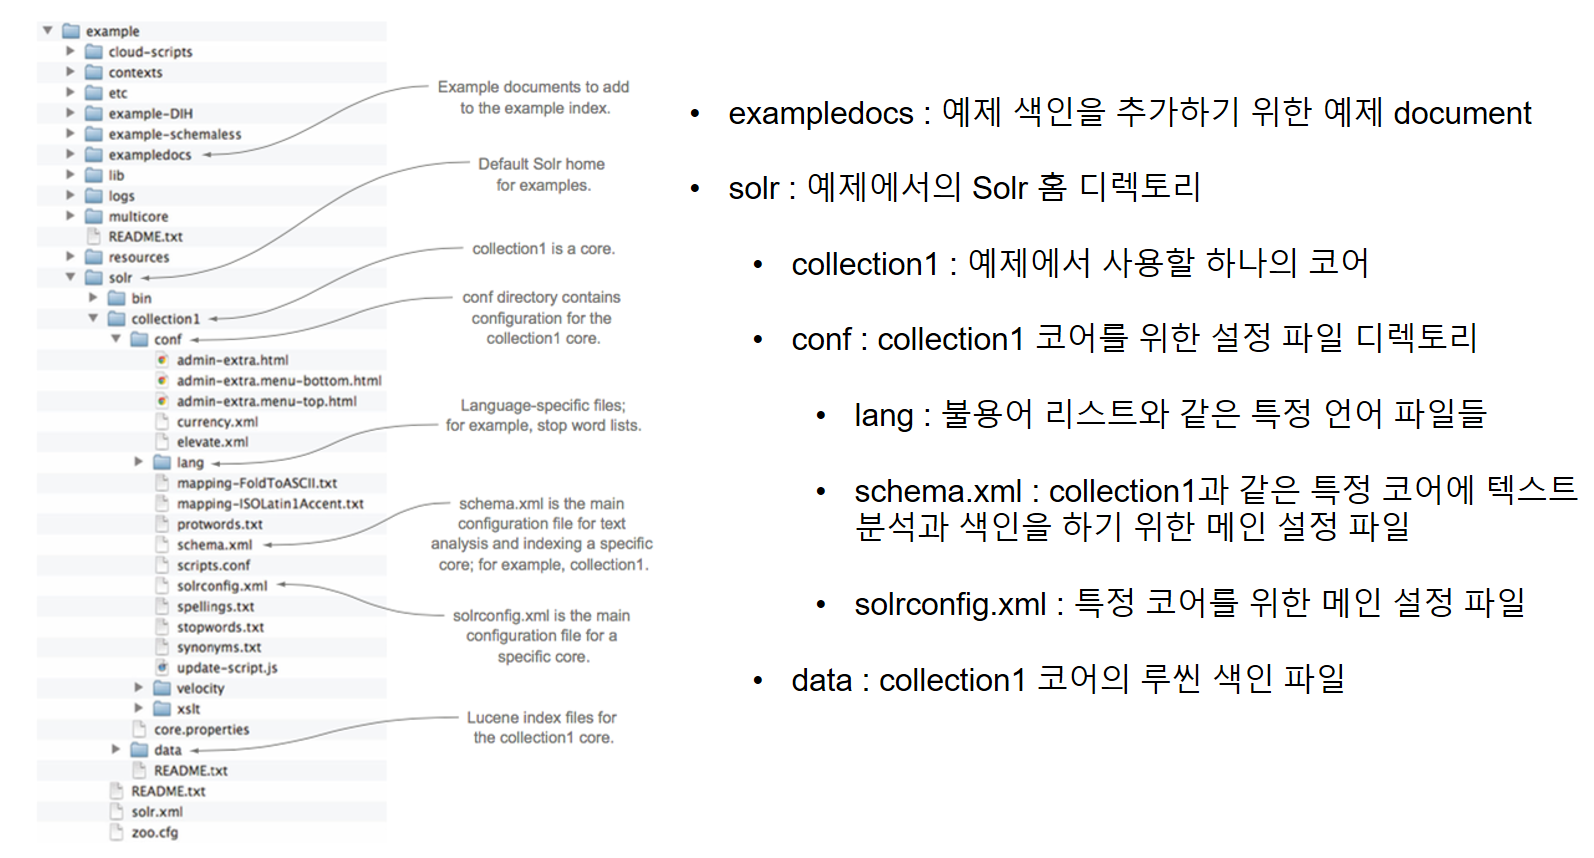 example
cloud-scripts
contexts
etc
example-DIH
example-schemaless
exampledocs
lib
logs
multicore
README.txt
resources
solr
bin
collection1
conf
admin-extra.html
admin-extra.menu-bottom.html
admin-extra.menu-top.html
currency.xml
elevate.xml
lang
mapping-FoldToASCII.txt
mapping-ISOLatin1Accent.txt
protwords.txt
schema.xml
scripts.conf
solrconfig.xml
spellings.txt
stopwords.txt
synonyms.txt
update-script.js
velocity
xslt
core.properties
data
README.txt
README.txt
solr.xml
zoo.cfg
Example documents to add
to the example index.
Default Solr home
for examples.
collection1 is a core.
conf directory contains
configuration for the
collection1 core.
Language-specific files;
for example, stop word lists.
schema.xml is the main
configuration file for text
analysis and indexing a specific
core; for example, collection1.
solrconfig.xml is the main
configuration file for a
specific core.
Lucene index files for
the collection1 core.
• exampledocs : 예제 색인을 추가하기 위한 예제 document
• solr : 예제에서의 Solr 홈 디렉토리
• collection1 : 예제에서 사용할 하나의 코어
• conf : collection1 코어를 위한 설정 파일 디렉토리
• lang : 불용어 리스트와 같은 특정 언어 파일들
• schema.xml : collection1과 같은 특정 코어에 텍스트
분석과 색인을 하기 위한 메인 설정 파일
• solrconfig.xml : 특정 코어를 위한 메인 설정 파일
• data : collection1 코어의 루씬 색인 파일